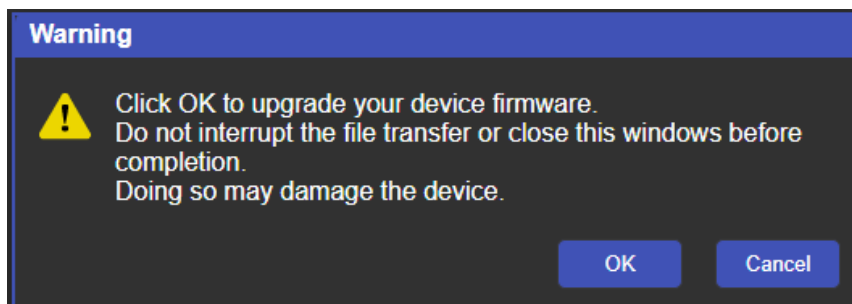 Warning
Click OK to upgrade your device firmware.
Do not interrupt the file transfer or close this windows before
completion.
Doing so may damage the device.
OK
Cancel